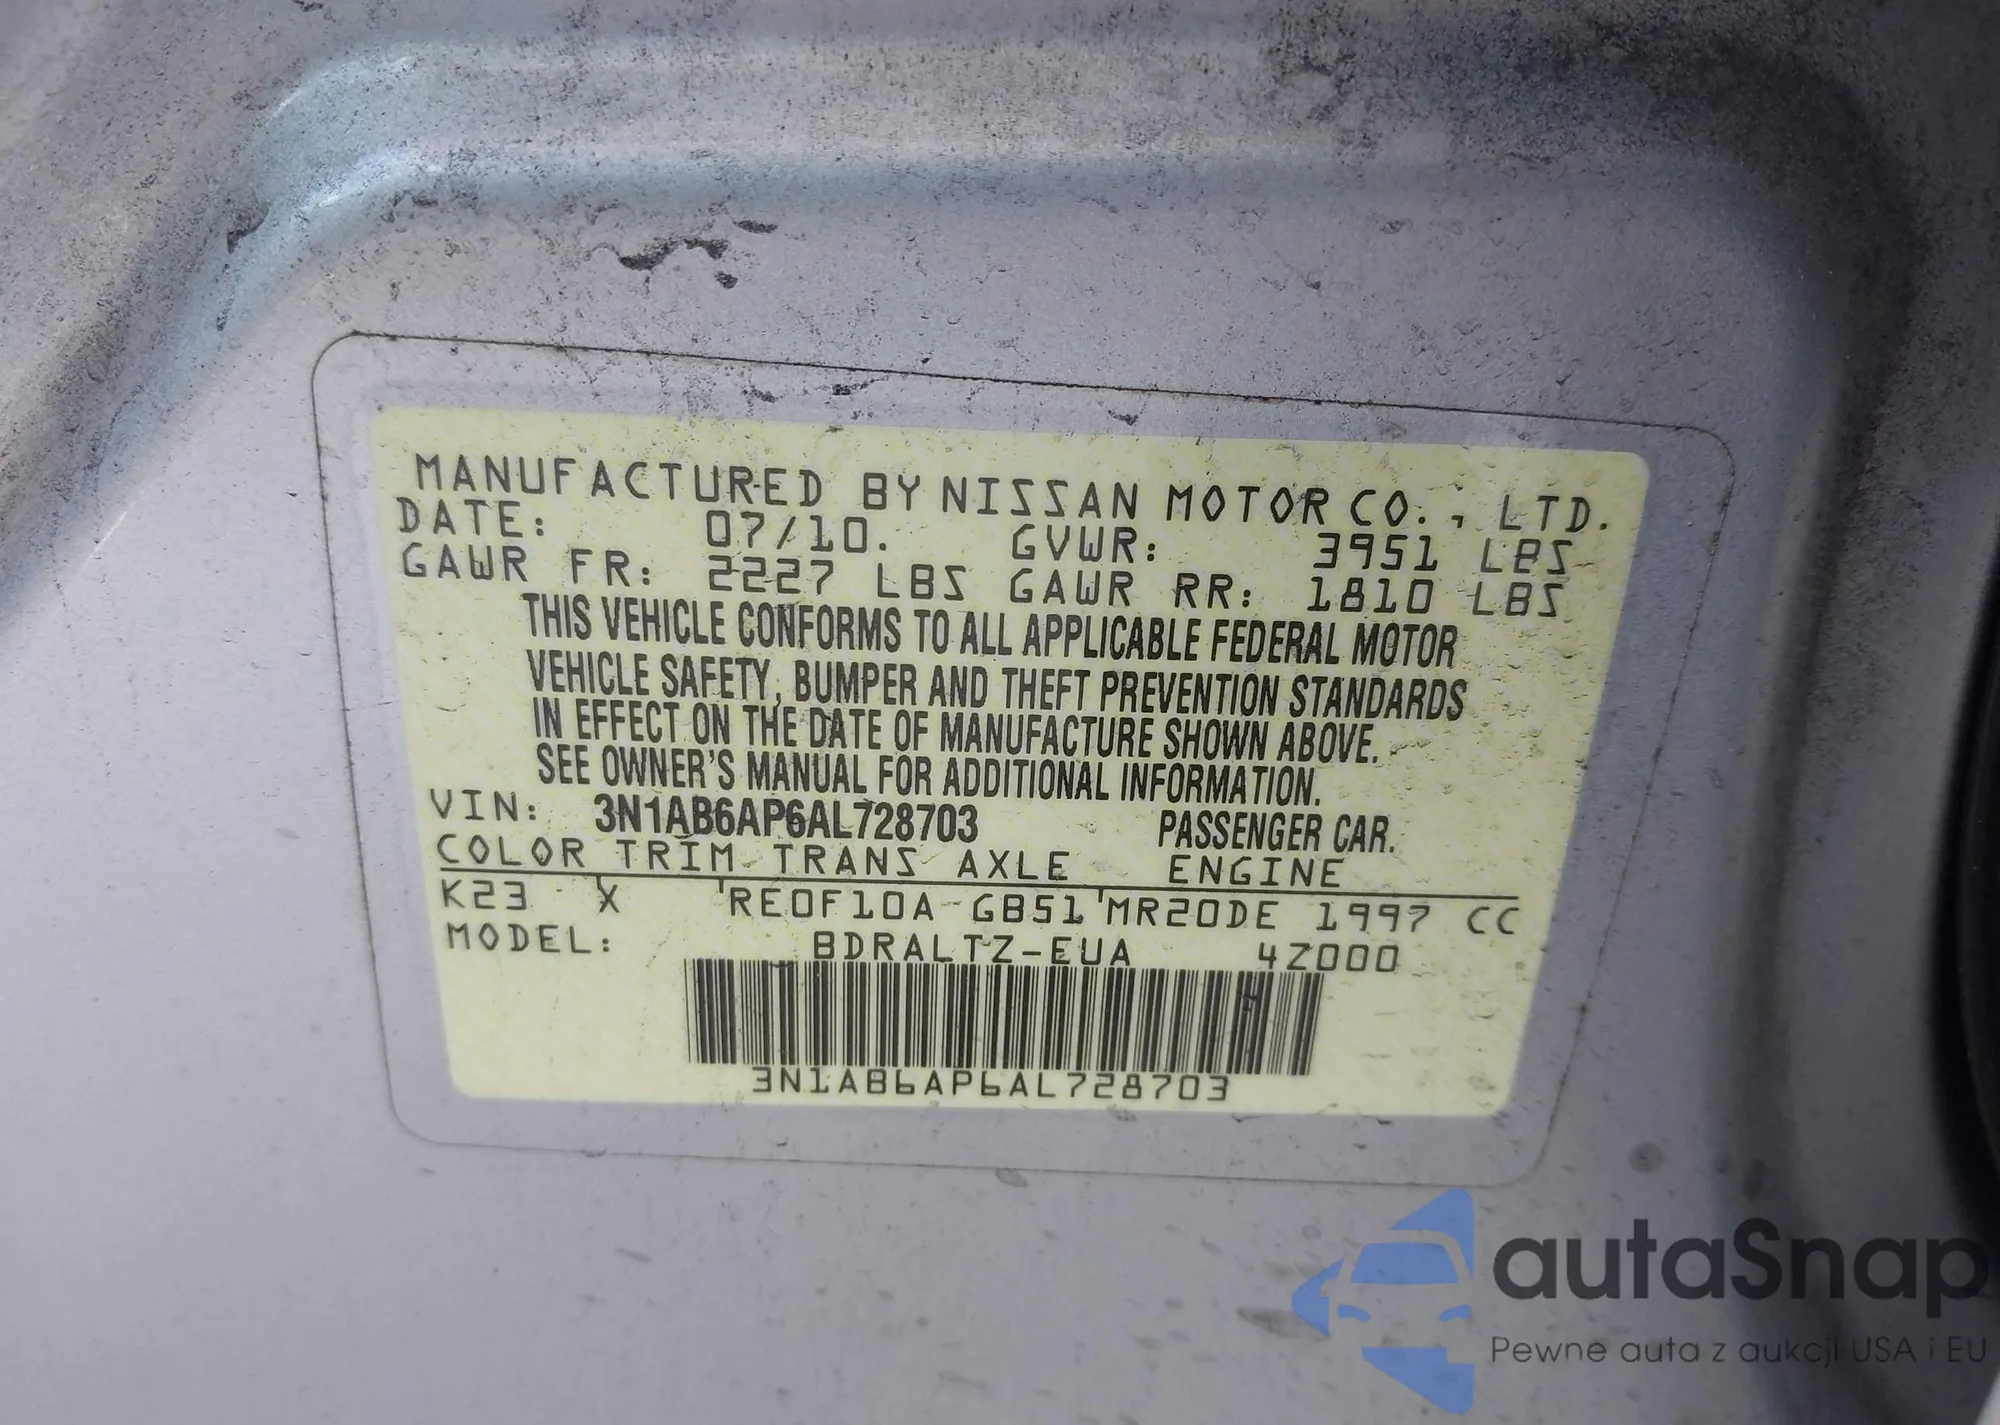 MANUFACTURED BY NISSAN MOTOR CO., LTD.
DATE: 07/10. GVWR: 3951 LBS
GAWR FR: 2227 LBS GAWR RR: 1810 LBS
THIS VEHICLE CONFORMS TO ALL APPLICABLE FEDERAL MOTOR
VEHICLE SAFETY, BUMPER AND THEFT PREVENTION STANDARDS
IN EFFECT ON THE DATE OF MANUFACTURE SHOWN ABOVE.
SEE OWNER'S MANUAL FOR ADDITIONAL INFORMATION.
VIN: 3N1AB6AP6AL728703 PASSENGER CAR.
COLOR TRIM TRANS AXLE ENGINE
K23 X RE0F10A-GB51 MR20DE 1997 CC
MODEL: BDRALTZ-EUA 4Z000
3N1AB6AP6AL728703
autaSnap
Pewne auta z aukcji USA i EU